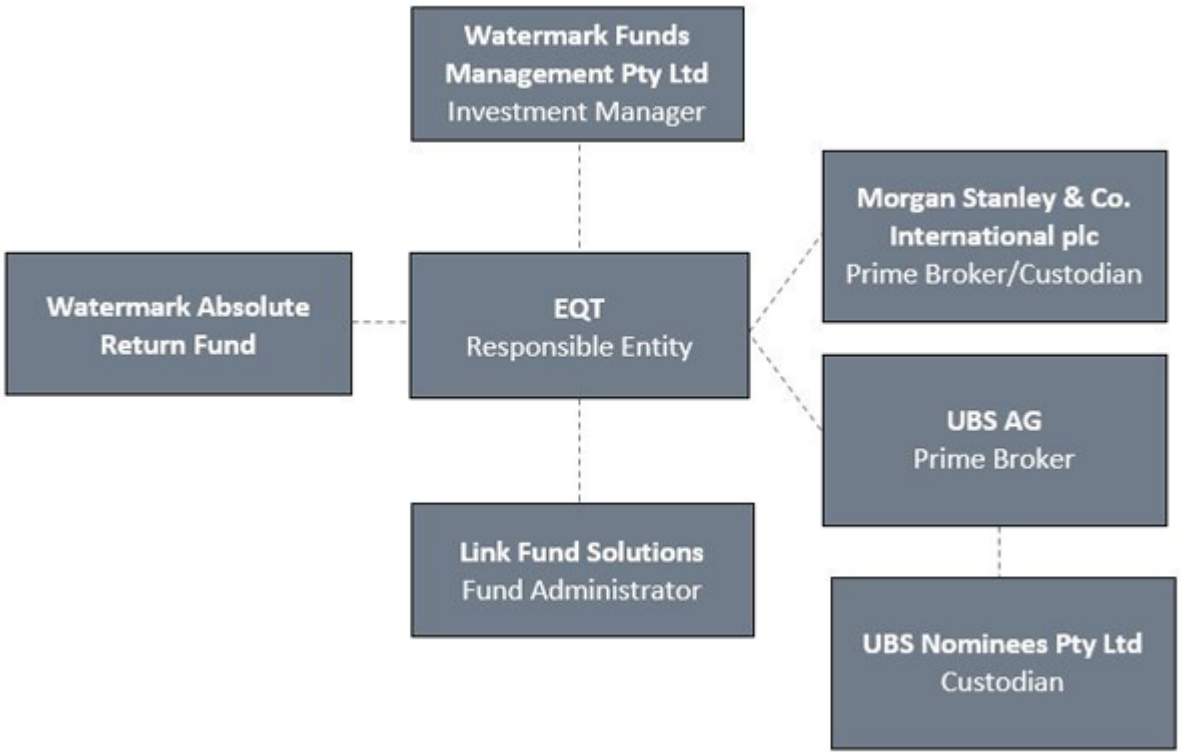 Watermark Funds
Management Pty Ltd
Investment Manager
Morgan Stanley & Co.
International plc
Prime Broker/Custodian
Watermark Absolute
Return Fund
EQT
Responsible Entity
UBS AG
Prime Broker
Link Fund Solutions
Fund Administrator
UBS Nominees Pty Ltd
Custodian